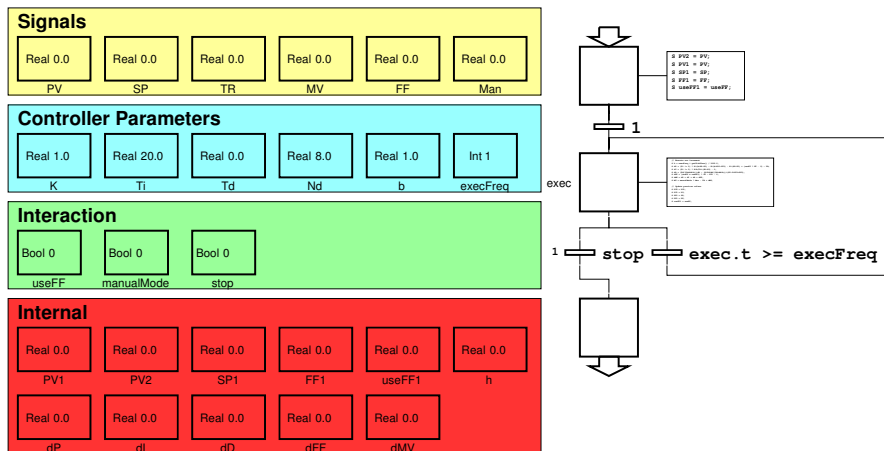 Signals
Real 0.0 Real 0.0 Real 0.0 Real 0.0 Real 0.0 Real 0.0
PV SP TR MV FF Man
Controller Parameters
Real 1.0 Real 20.0 Real 0.0 Real 8.0 Real 1.0 Int 1
K Ti Td Nd b execFreq
Interaction
Bool 0 Bool 0 Bool 0
useFF manualMode stop
Internal
Real 0.0 Real 0.0 Real 0.0 Real 0.0 Real 0.0 Real 0.0
PV1 PV2 SP1 FF1 useFF1 h
Real 0.0 Real 0.0 Real 0.0 Real 0.0 Real 0.0
dP dI dD dFF dMV
S PV2 = PV;
S PV1 = PV;
S SP1 = SP;
S FF1 = FF;
S useFF1 = useFF;
1
exec
1 stop exec.t >= execFreq